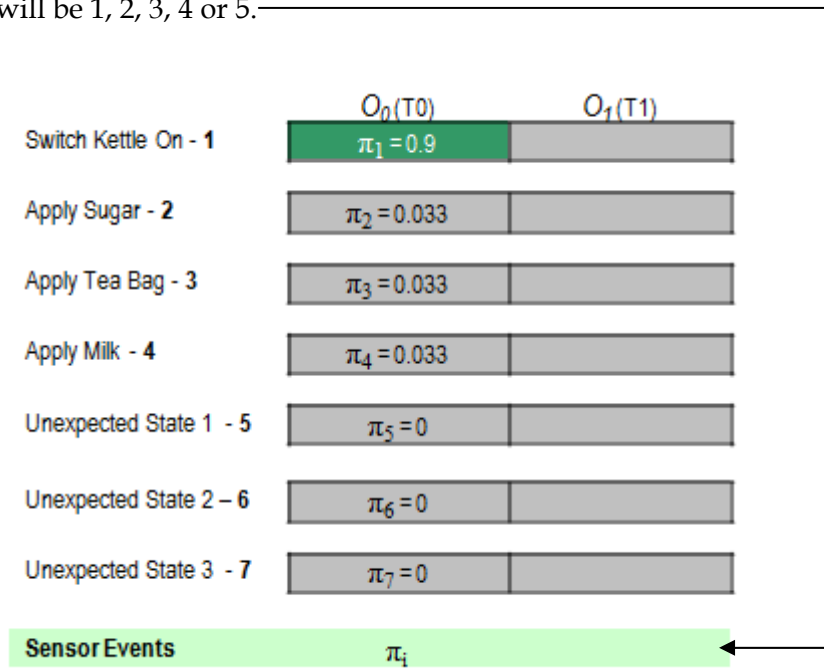 will be 1, 2, 3, 4 or 5.
O0(T0) O1(T1)
Switch Kettle On - 1 π1 = 0.9
Apply Sugar - 2 π2 = 0.033
Apply Tea Bag - 3 π3 = 0.033
Apply Milk - 4 π4 = 0.033
Unexpected State 1 - 5 π5 = 0
Unexpected State 2 – 6 π6 = 0
Unexpected State 3 - 7 π7 = 0
Sensor Events πi